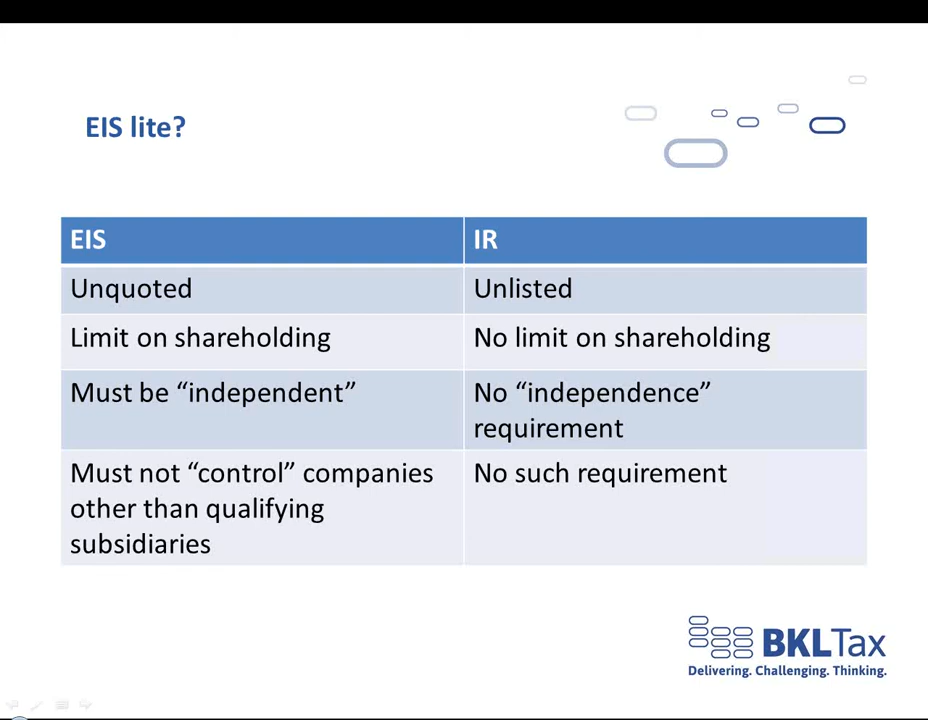 EIS lite?
EIS
IR
Unquoted
Unlisted
Limit on shareholding
No limit on shareholding
Must be “independent”
No “independence”
requirement
Must not “control” companies
other than qualifying
subsidiaries
No such requirement
BKLTax
Delivering. Challenging. Thinking.